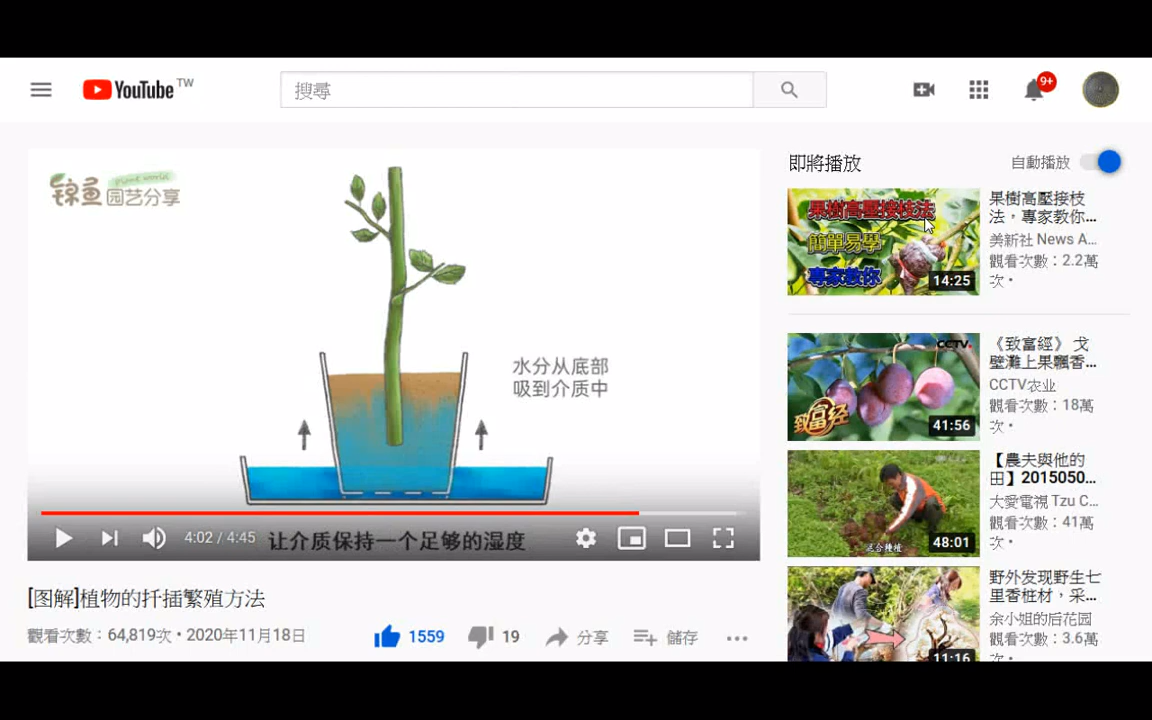 YouTube TW
搜尋
9+
锦鱼 plant world
园艺分享
水分从底部
吸到介质中
4:02 / 4:45
让介质保持一个足够的湿度
[图解]植物的扦插繁殖方法
觀看次數：64,819次 • 2020年11月18日
1559
19
分享
儲存
即將播放
自動播放
果樹高壓接枝法
簡單易學
專家教你
14:25
果樹高壓接枝
法，專家教你...
美新社 News A...
觀看次數：2.2萬
次 •
CCTV.
致富经
41:56
《致富經》 戈
壁灘上果飄香...
CCTV农业
觀看次數：18萬
次 •
混合種植
48:01
【農夫與他的
田】2015050...
大愛電視 Tzu C...
觀看次數：41萬
次 •
11:16
野外发现野生七
里香桩材，采...
余小姐的后花园
觀看次數：3.6萬
次 •